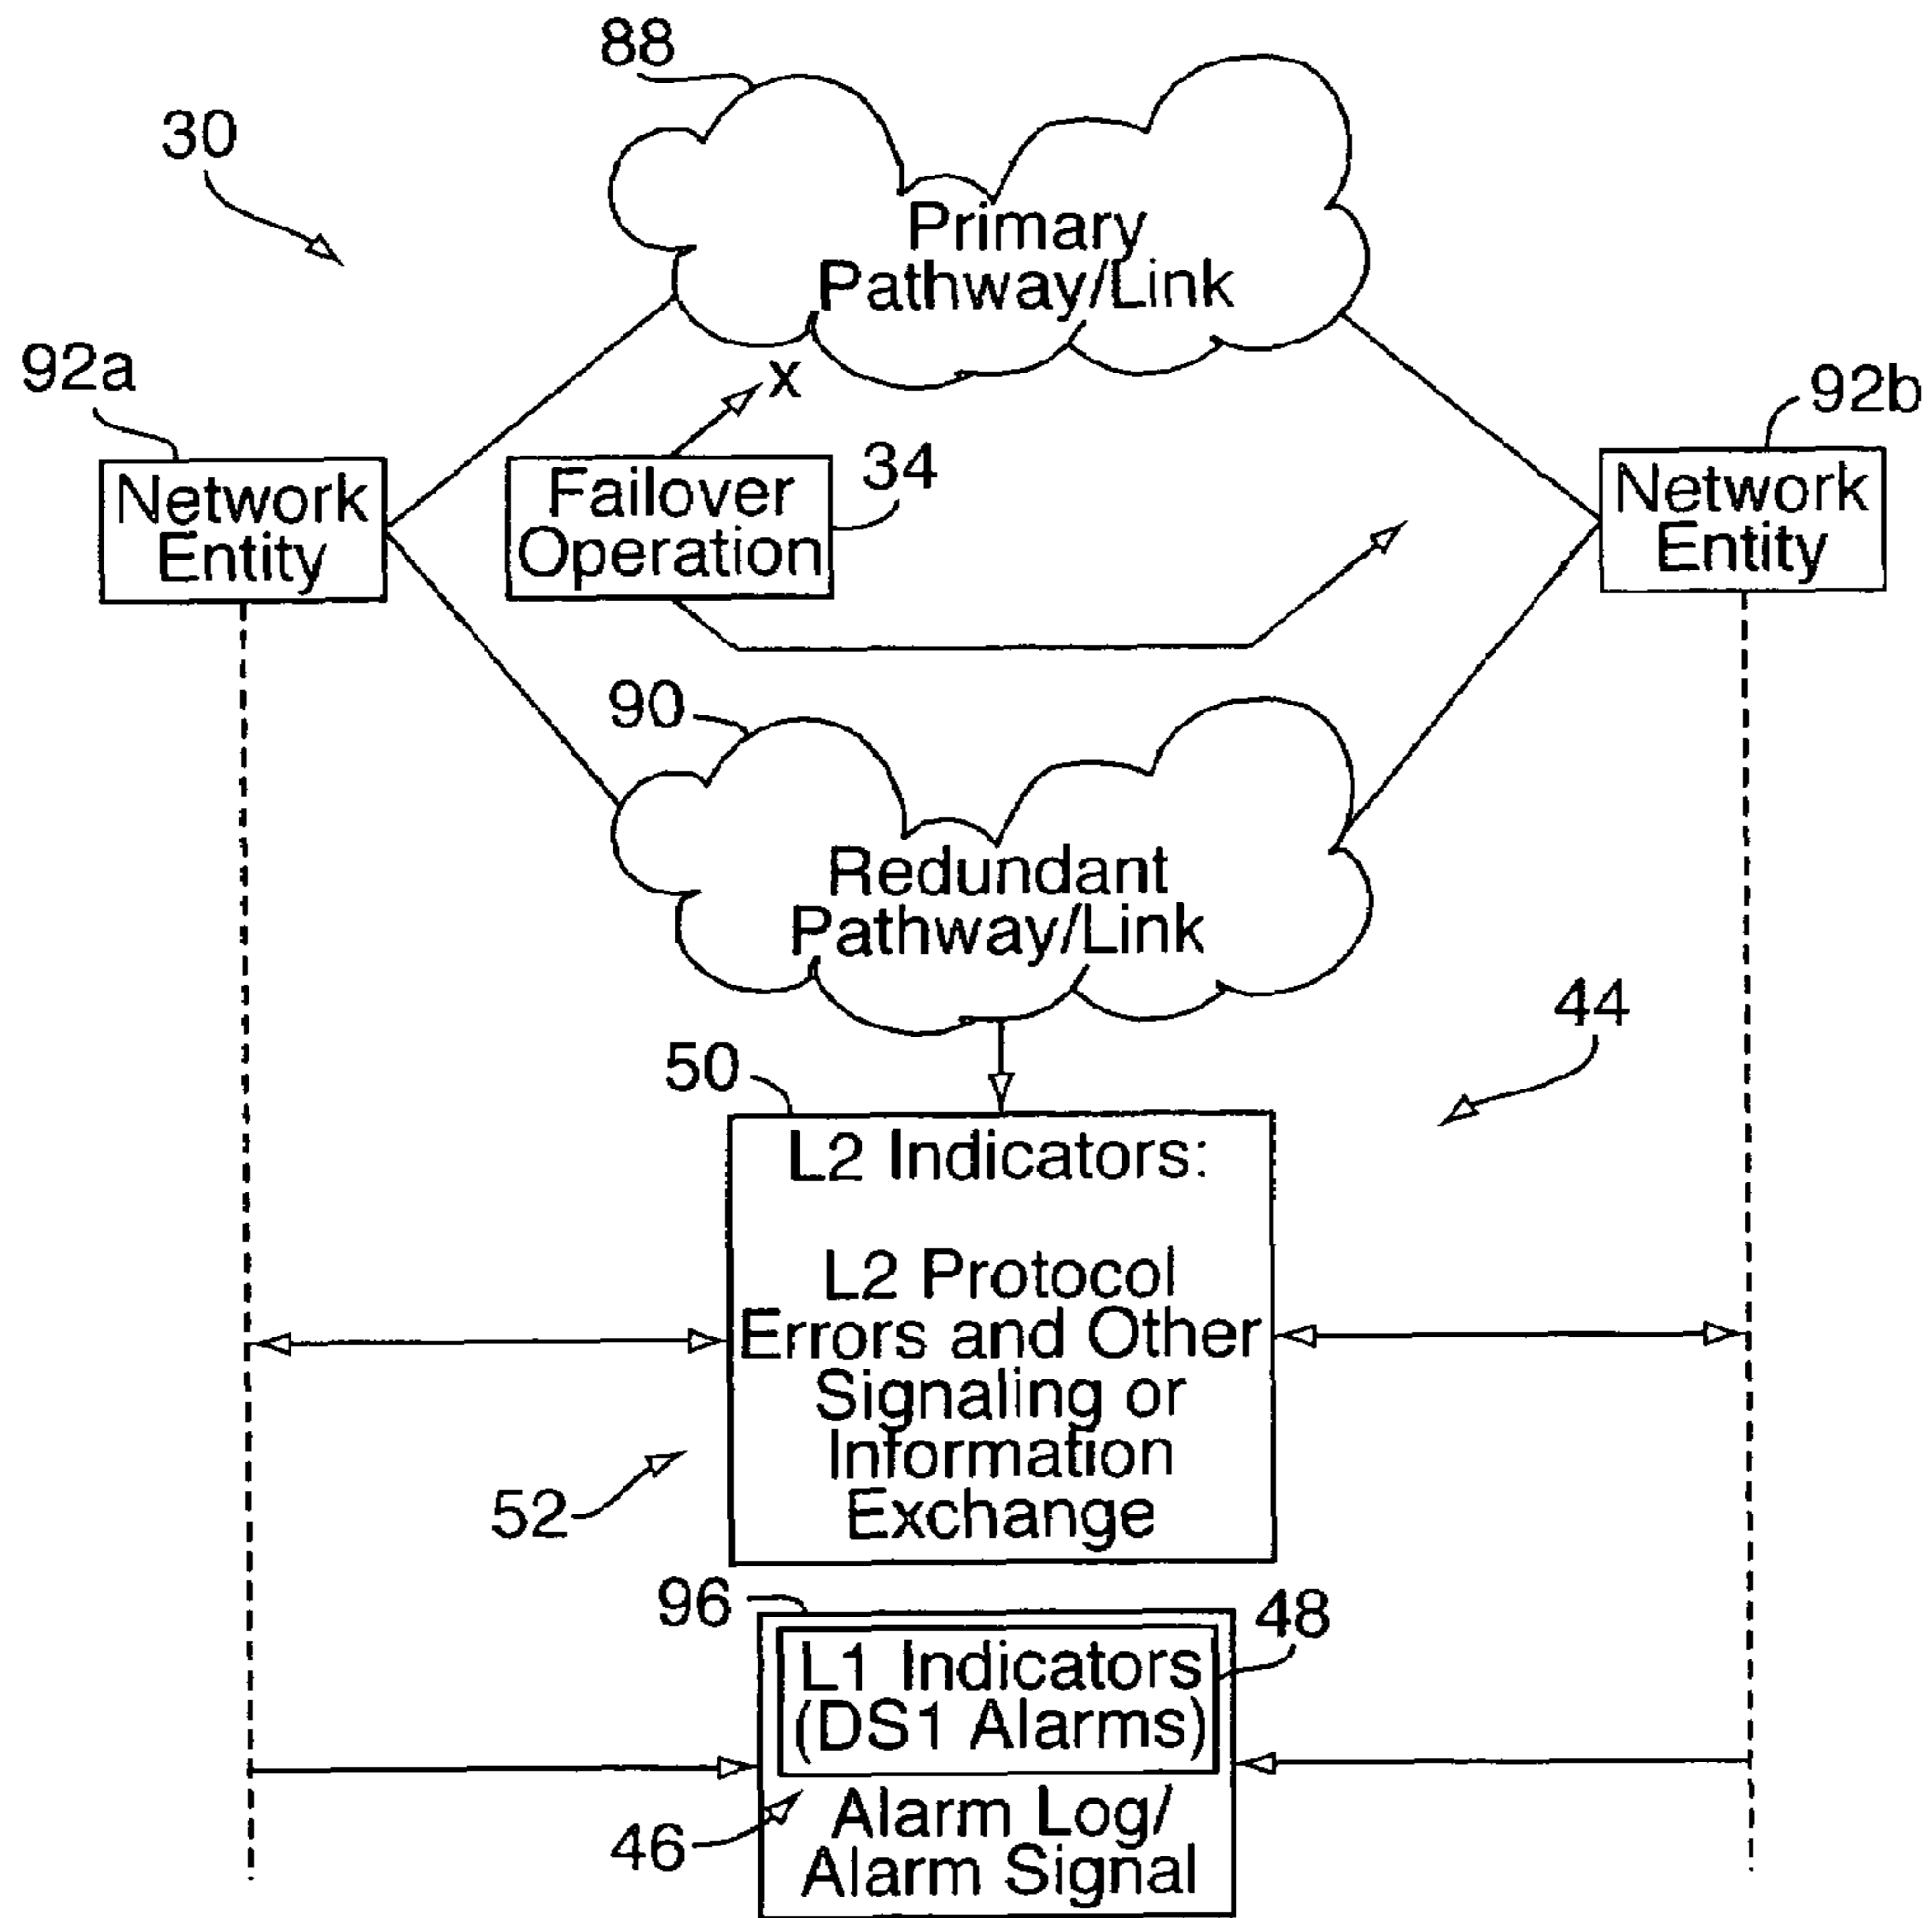 88
30
Primary
Pathway/Link
92a
x
92b
Network
Entity
Failover
Operation
34
Network
Entity
90
Redundant
Pathway/Link
44
50
L2 Indicators:
L2 Protocol
Errors and Other
Signaling or
Information
Exchange
52
96
48
L1 Indicators
(DS1 Alarms)
46
Alarm Log/
Alarm Signal